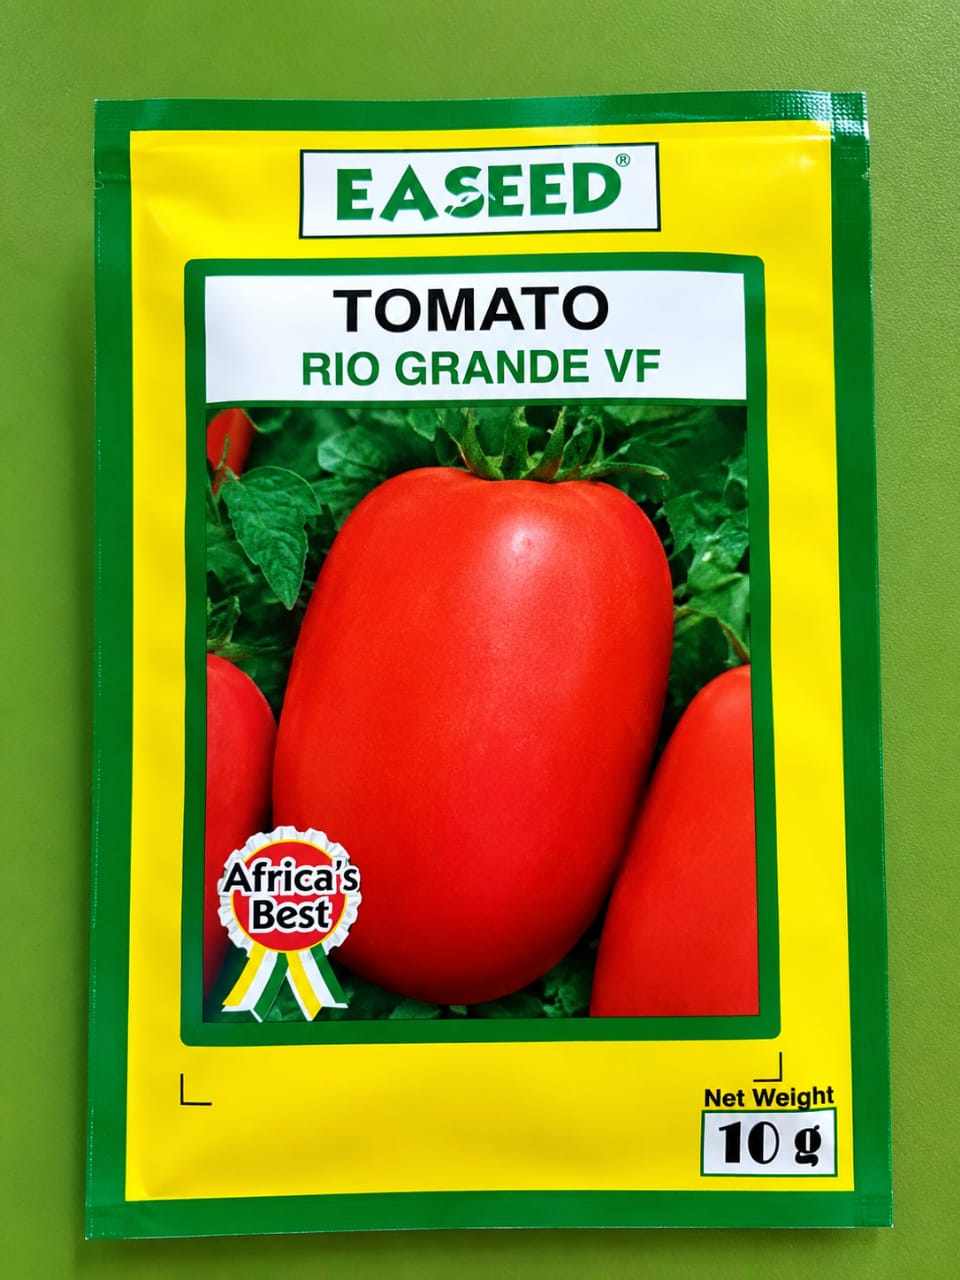 EASEED®
TOMATO
RIO GRANDE VF
Africa's
Best
Net Weight
10 g